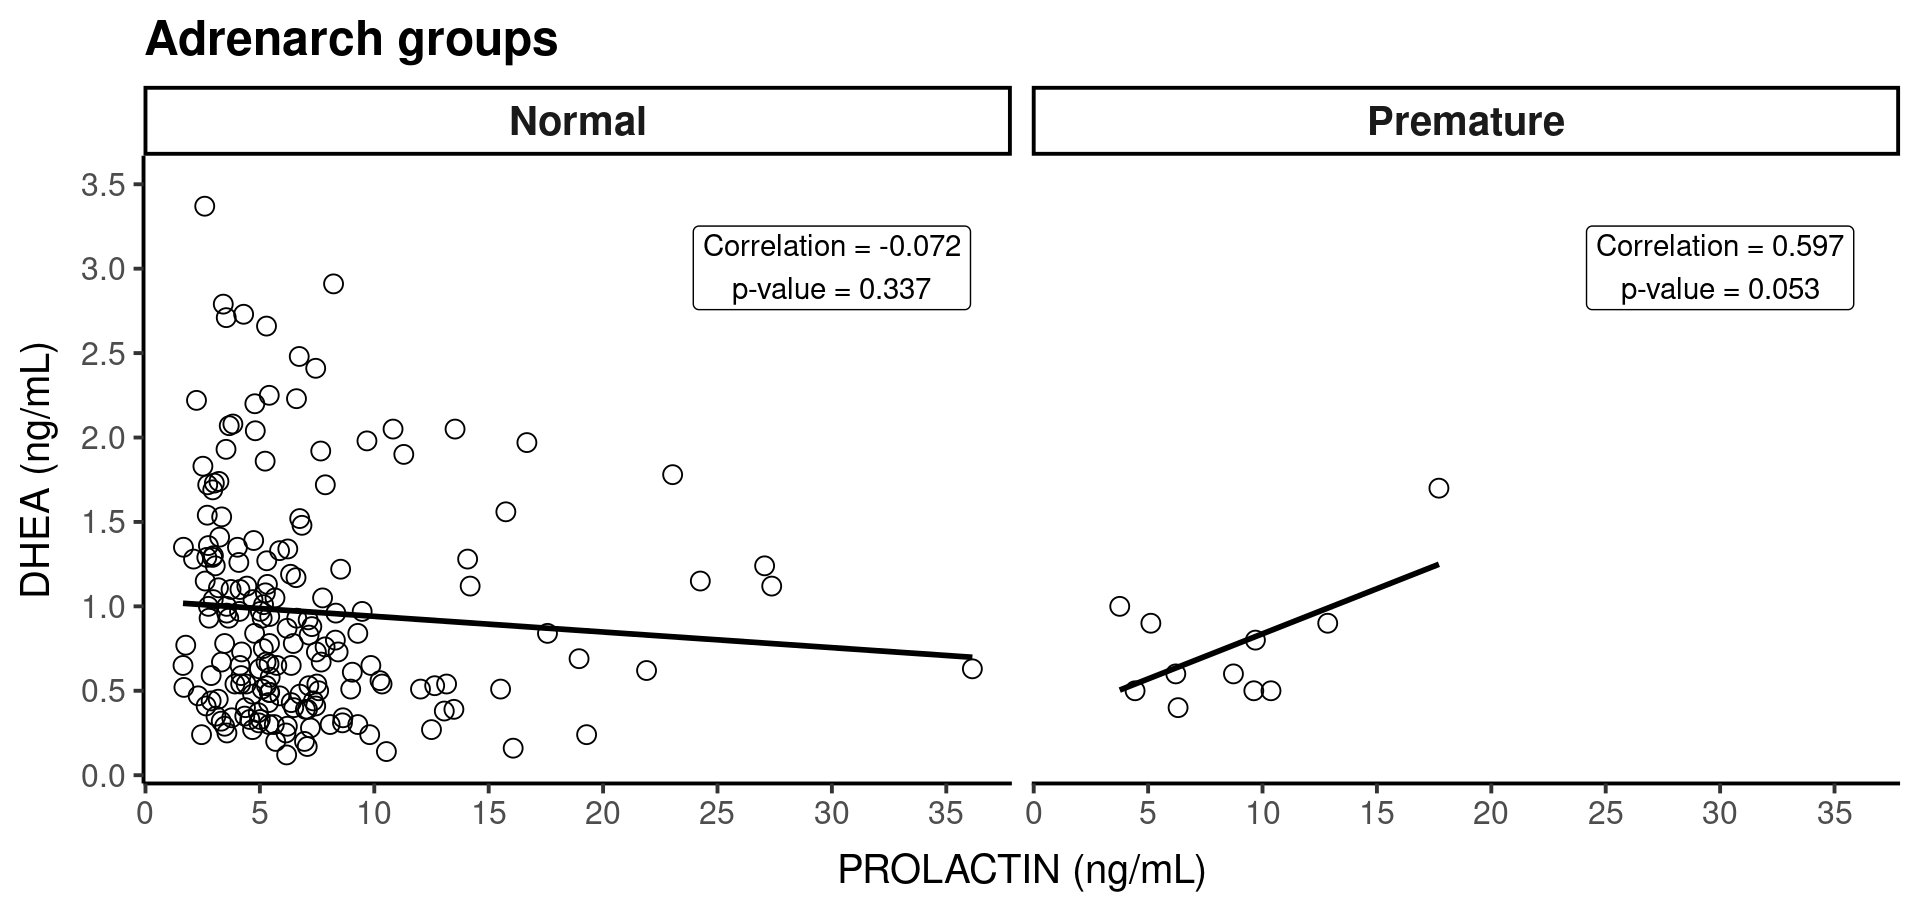 Adrenarch groups
Normal
Premature
3.5
3.0
2.5
2.0
1.5
1.0
0.5
0.0
DHEA (ng/mL)
Correlation = -0.072
p-value = 0.337
Correlation = 0.597
p-value = 0.053
0 5 10 15 20 25 30 35
0 5 10 15 20 25 30 35
PROLACTIN (ng/mL)